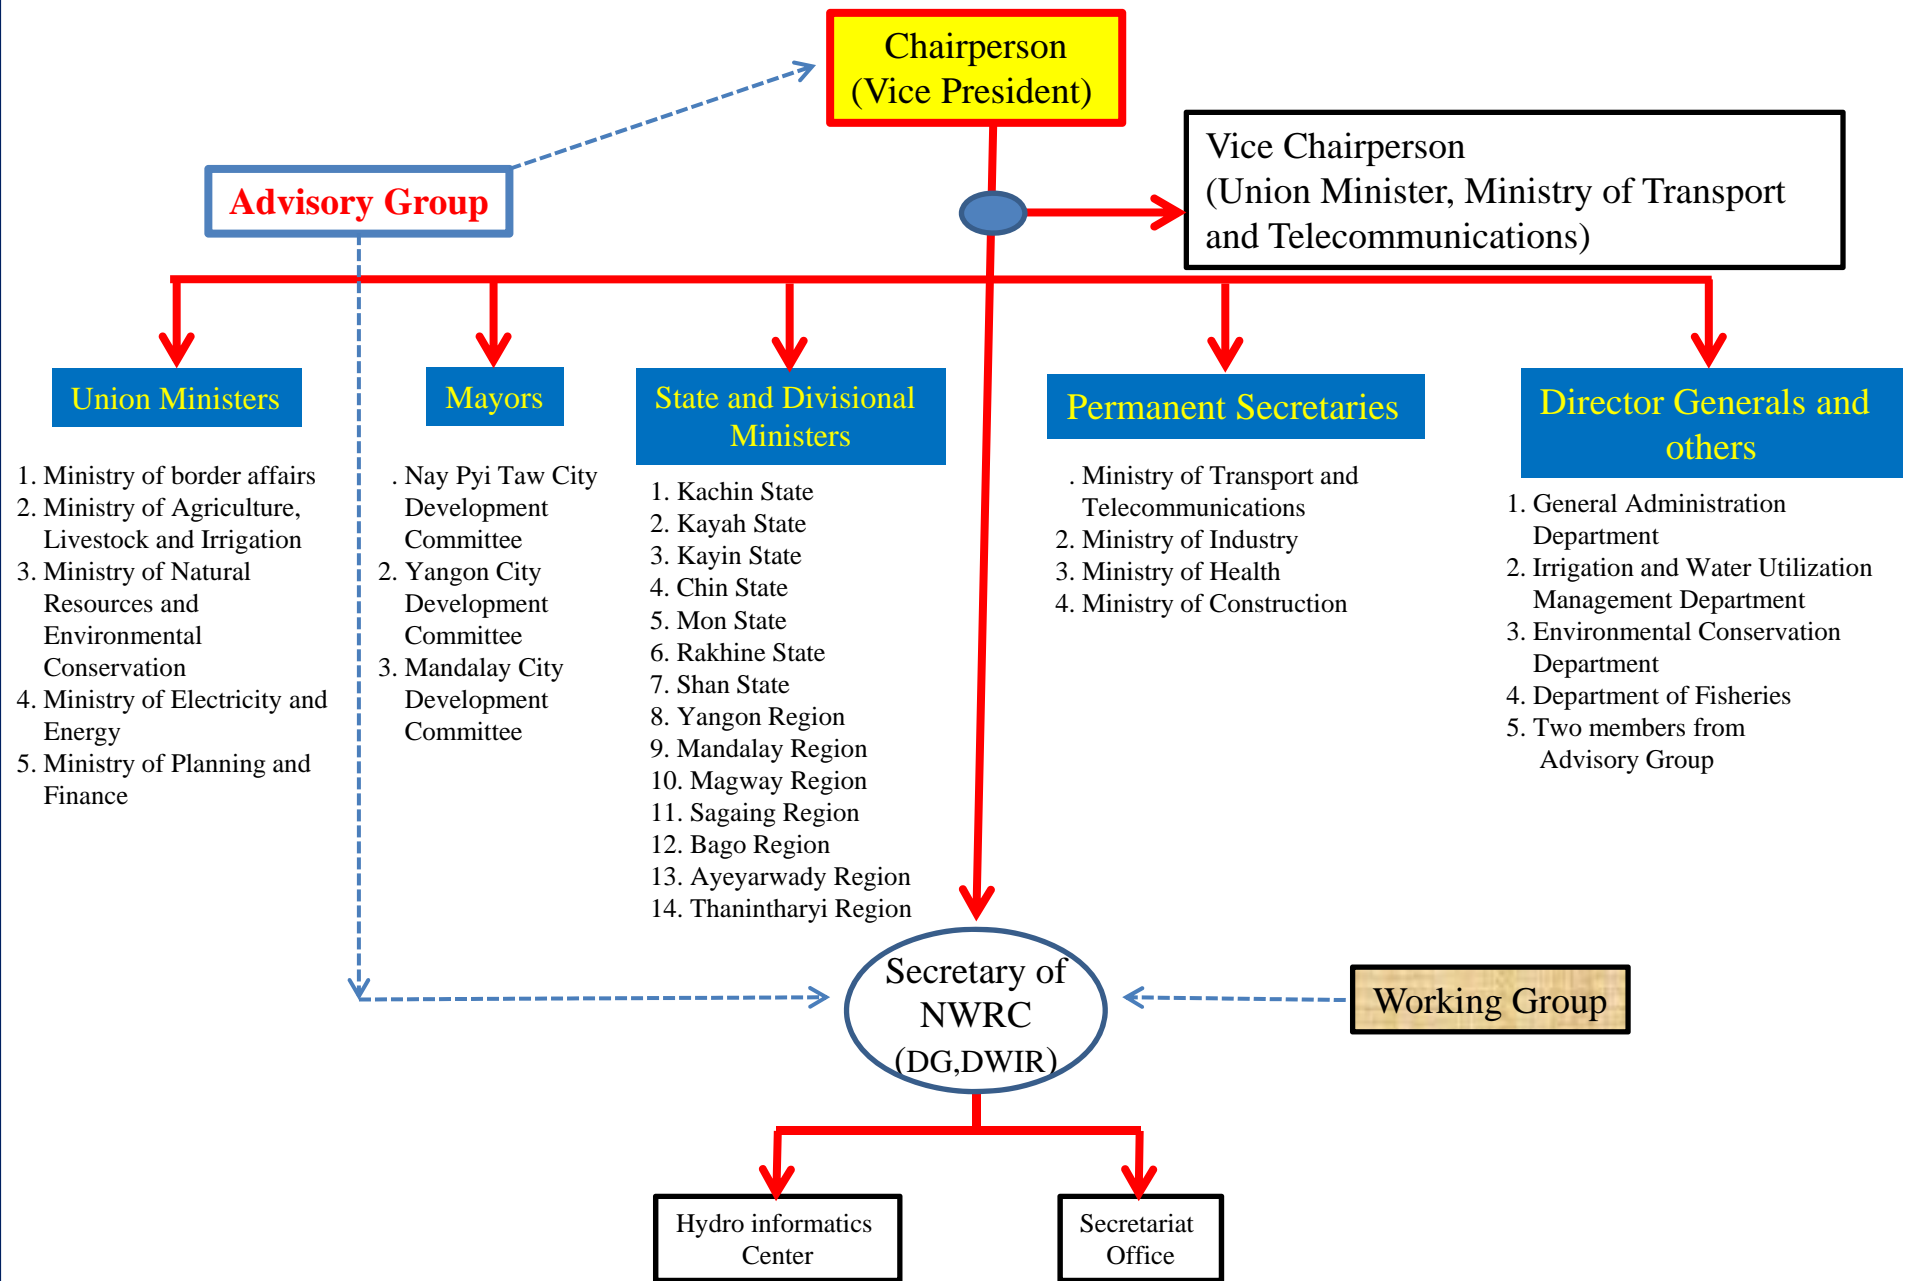 Chairperson
(Vice President)
Vice Chairperson
(Union Minister, Ministry of Transport
and Telecommunications)
Advisory Group
Union Ministers
1. Ministry of border affairs
2. Ministry of Agriculture,
Livestock and Irrigation
3. Ministry of Natural
Resources and
Environmental
Conservation
4. Ministry of Electricity and
Energy
5. Ministry of Planning and
Finance
Mayors
. Nay Pyi Taw City
Development
Committee
2. Yangon City
Development
Committee
3. Mandalay City
Development
Committee
State and Divisional
Ministers
1. Kachin State
2. Kayah State
3. Kayin State
4. Chin State
5. Mon State
6. Rakhine State
7. Shan State
8. Yangon Region
9. Mandalay Region
10. Magway Region
11. Sagaing Region
12. Bago Region
13. Ayeyarwady Region
14. Thanintharyi Region
Permanent Secretaries
. Ministry of Transport and
Telecommunications
2. Ministry of Industry
3. Ministry of Health
4. Ministry of Construction
Director Generals and
others
1. General Administration
Department
2. Irrigation and Water Utilization
Management Department
3. Environmental Conservation
Department
4. Department of Fisheries
5. Two members from
Advisory Group
Secretary of
NWRC
(DG,DWIR)
Working Group
Hydro informatics
Center
Secretariat
Office